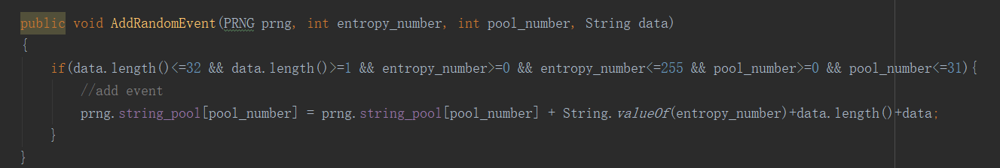 public void AddRandomEvent(PRNG prng, int entropy_number, int pool_number, String data)
{
if(data.length()<=32 && data.length()>=1 && entropy_number>=0 && entropy_number<=255 && pool_number>=0 && pool_number<=31){
//add event
prng.string_pool[pool_number] = prng.string_pool[pool_number] + String.valueOf(entropy_number)+data.length()+data;
}
}